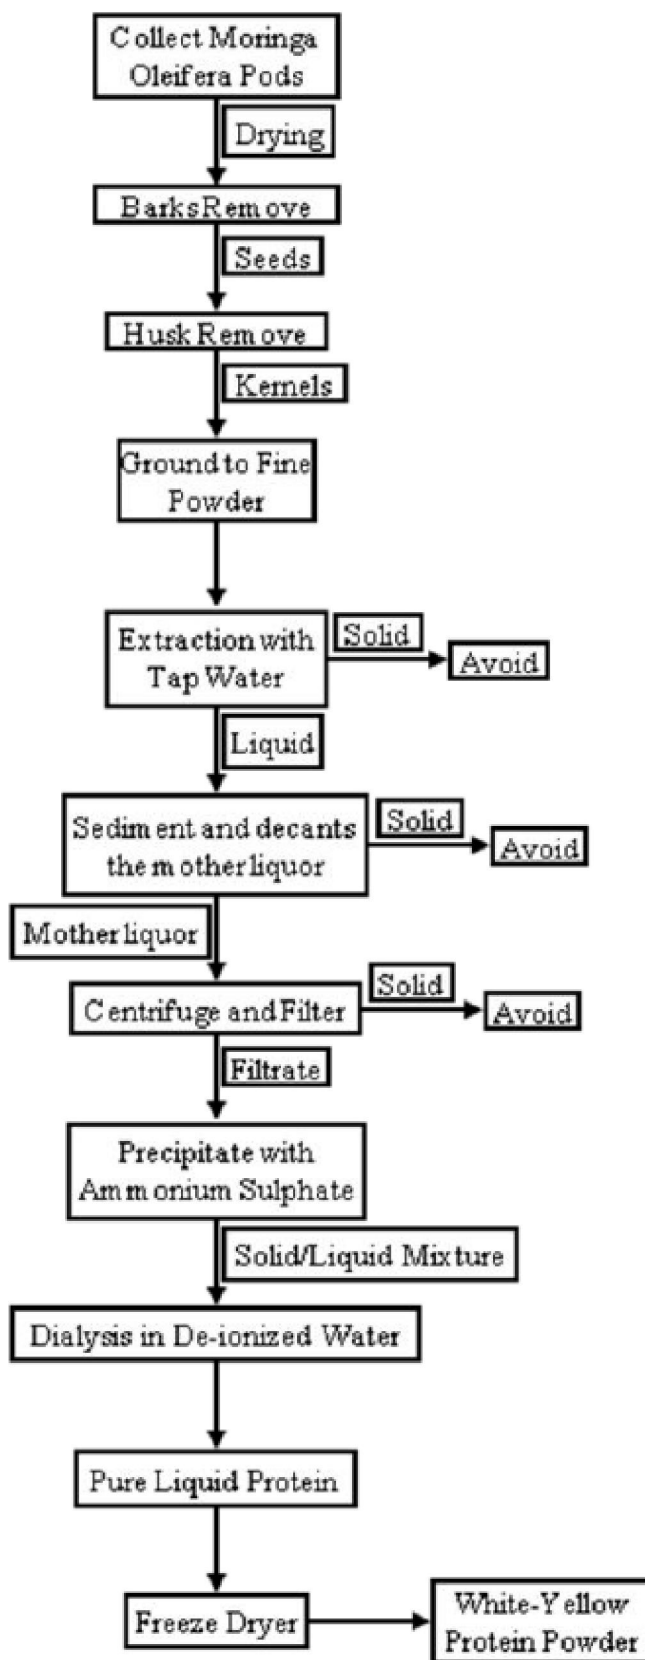 Collect Moringa
Oleifera Pods
Drying
Barks Remove
Seeds
Husk Remove
Kernels
Ground to Fine
Powder
Extraction with
Tap Water
Solid
Avoid
Liquid
Sediment and decants
the mother liquor
Solid
Avoid
Mother liquor
Centrifuge and Filter
Solid
Avoid
Filtrate
Precipitate with
Ammonium Sulphate
Solid/Liquid Mixture
Dialysis in De-ionized Water
Pure Liquid Protein
Freeze Dryer
White-Yellow
Protein Powder